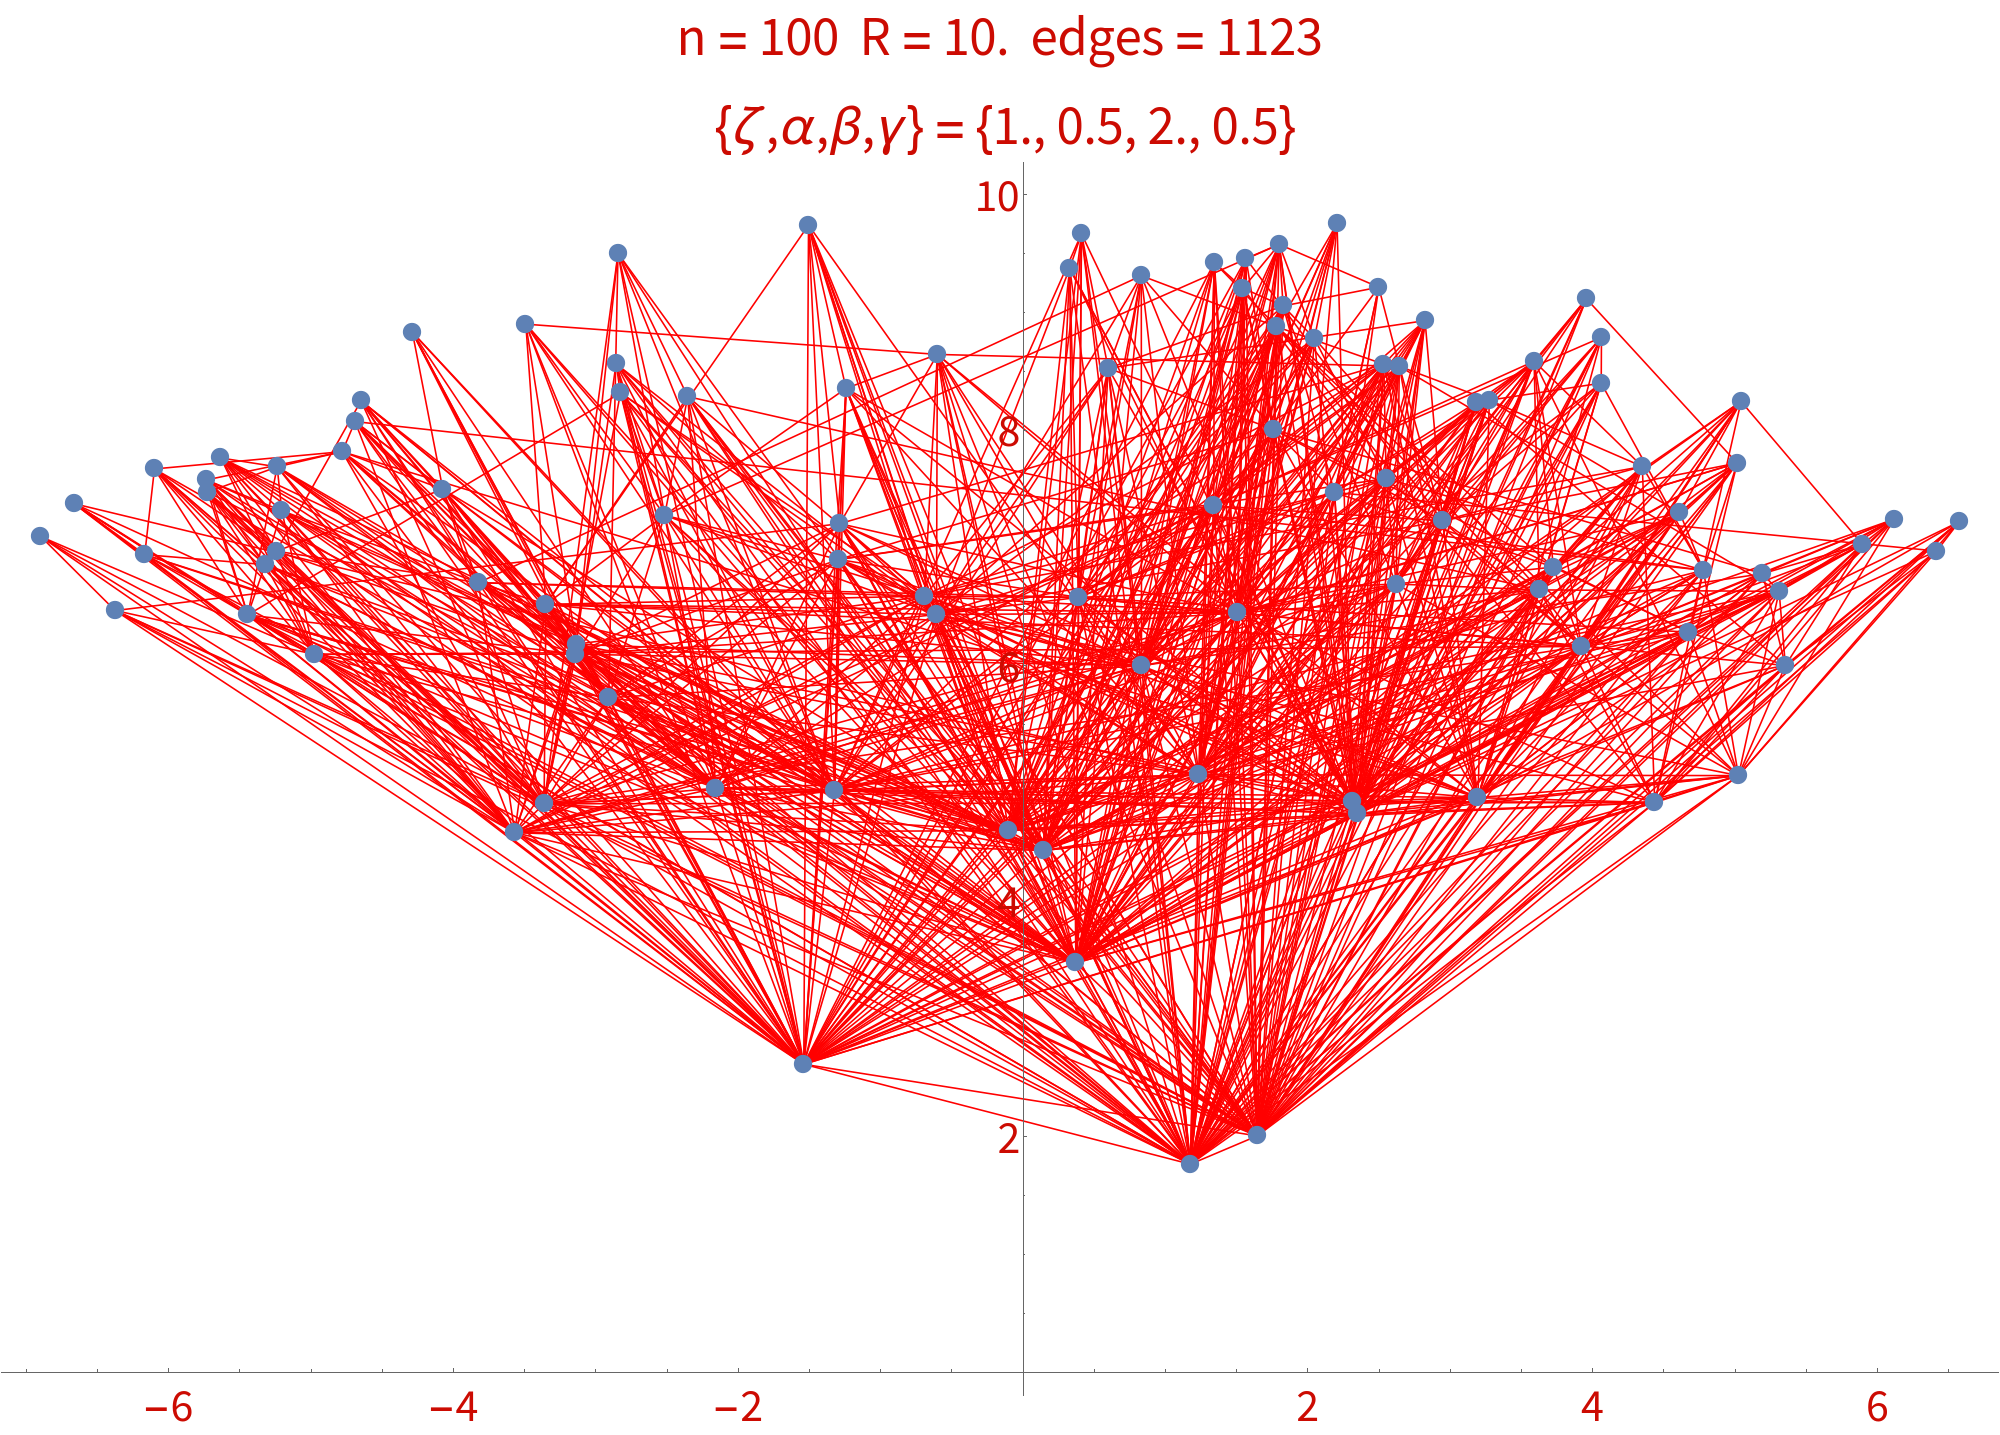 n = 100 R = 10. edges = 1123
{ζ,α,β,γ} = {1., 0.5, 2., 0.5}
10
8
6
4
2
−6 −4 −2 2 4 6